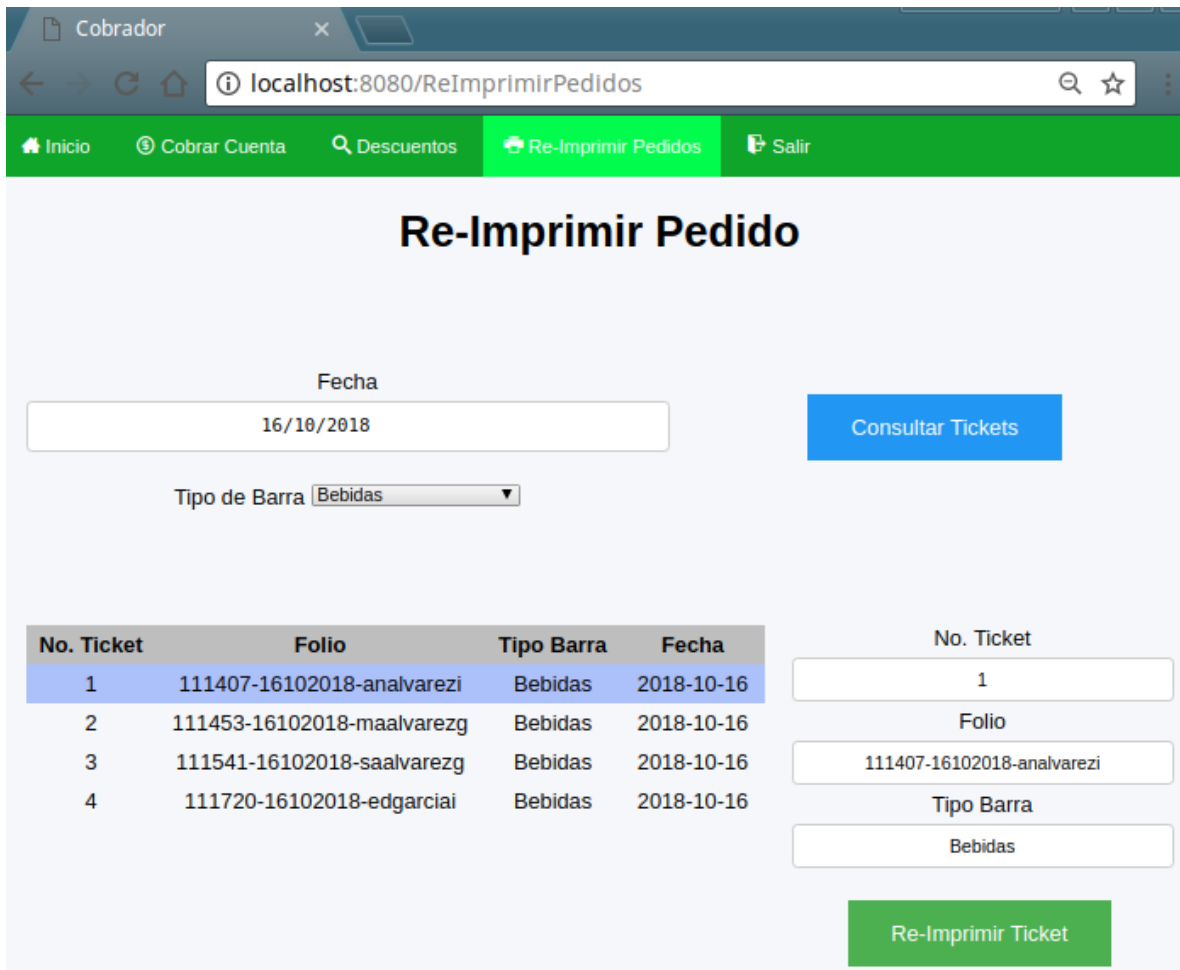 Cobrador
localhost:8080/ReImprimirPedidos
Inicio Cobrar Cuenta Descuentos Re-Imprimir Pedidos Salir
Re-Imprimir Pedido
Fecha
16/10/2018
Consultar Tickets
Tipo de Barra Bebidas
No. Ticket Folio Tipo Barra Fecha
1 111407-16102018-analvarezi Bebidas 2018-10-16
2 111453-16102018-maalvarezg Bebidas 2018-10-16
3 111541-16102018-saalvarezg Bebidas 2018-10-16
4 111720-16102018-edgarciai Bebidas 2018-10-16
No. Ticket
1
Folio
111407-16102018-analvarezi
Tipo Barra
Bebidas
Re-Imprimir Ticket